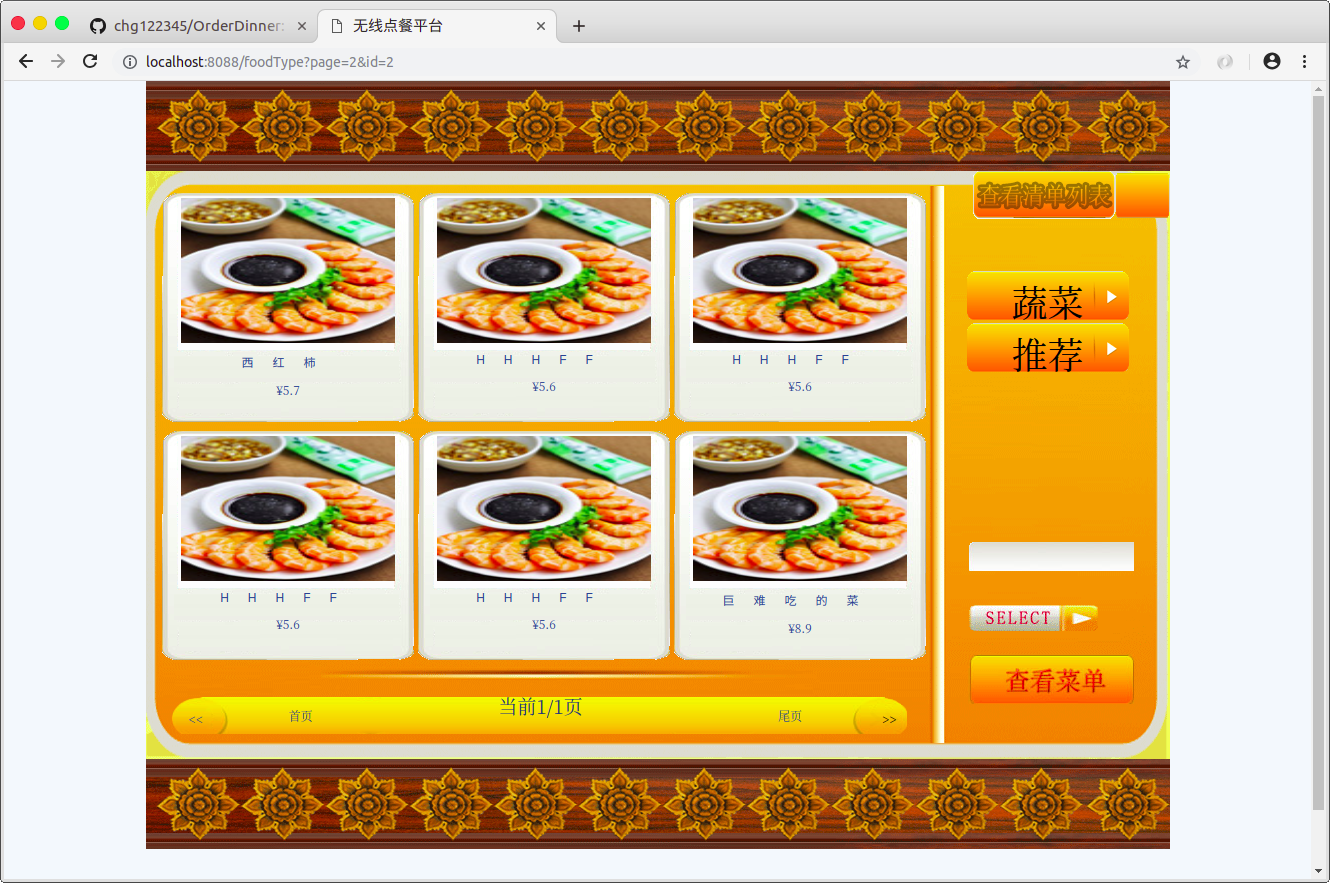 chg122345/OrderDinner:
无线点餐平台
localhost:8088/foodType?page=2&id=2
查看清单列表
西 红 柿
¥5.7
H H H F F
¥5.6
H H H F F
¥5.6
蔬菜
推荐
H H H F F
¥5.6
H H H F F
¥5.6
巨 难 吃 的 菜
¥8.9
SELECT
查看菜单
<< 首页 当前1/1页 尾页 >>